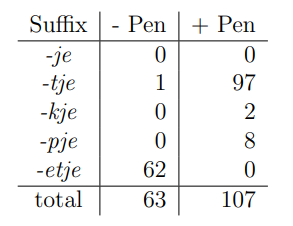 Suffix - Pen + Pen
-je 0 0
-tje 1 97
-kje 0 2
-pje 0 8
-etje 62 0
total 63 107